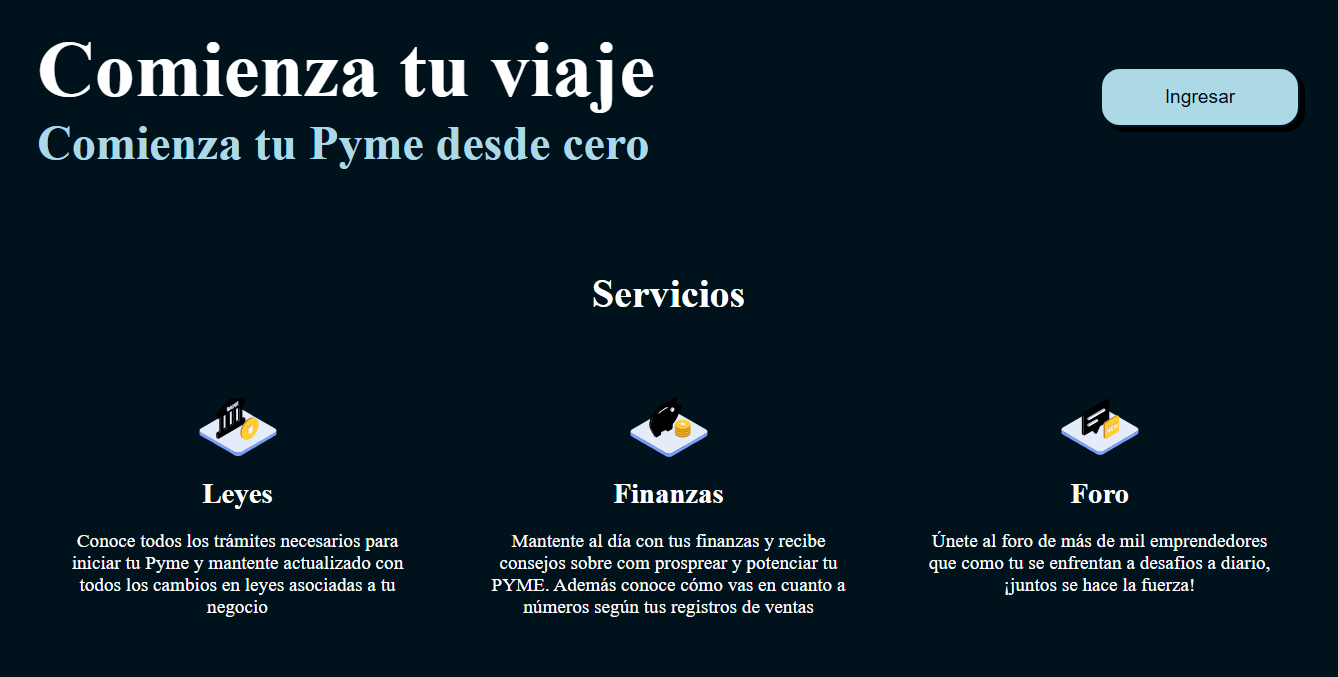 Comienza tu viaje
Comienza tu Pyme desde cero
Ingresar
Servicios
BANK
Leyes
Conoce todos los trámites necesarios para
iniciar tu Pyme y mantente actualizado con
todos los cambios en leyes asociadas a tu
negocio
Finanzas
Mantente al día con tus finanzas y recibe
consejos sobre com prosprear y potenciar tu
PYME. Además conoce cómo vas en cuanto a
números según tus registros de ventas
NEW
Foro
Únete al foro de más de mil emprendedores
que como tu se enfrentan a desafios a diario,
¡juntos se hace la fuerza!